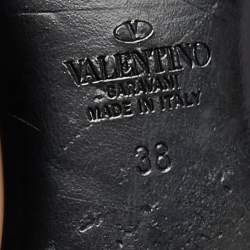 V
VALENTINO
GARAVANI
MADE IN ITALY
38